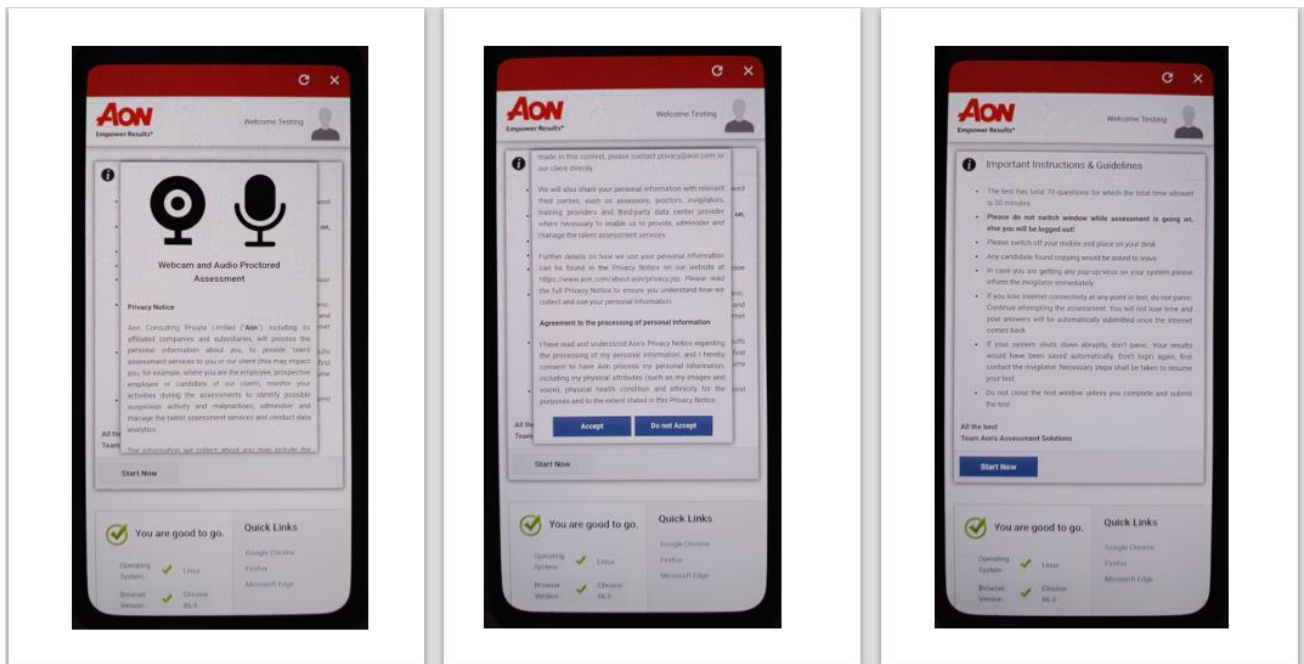 AON
Empower Results®
Welcome Testing
Webcam and Audio Proctored
Assessment
Privacy Notice
Aon Consulting Private Limited ("Aon"), including its
affiliated companies and subsidiaries, will process the
personal information about you, to provide talent
assessment services to you or our client (this may impact
you, for example, where you are the employee, prospective
employee or candidate of our client), monitor your
activities during the assessments to identify possible
suspicious activity and malpractices, administer and
manage the talent assessment services and conduct data
analytics.
The information we collect about you may include the
All the
Team
Start Now
You are good to go.
Operating
System :
Linux
Browser
Version :
Chrome
86.0
Quick Links
Google Chrome
Firefox
Microsoft Edge
AON
Empower Results®
Welcome Testing
made in this context, please contact privacy@aon.com or
our client directly.
We will also share your personal information with relevant
third parties, such as assessors, proctors, invigilators,
training providers and third-party data center provider
where necessary to enable us to provide, administer and
manage the talent assessment services.
Further details on how we use your personal information
can be found in the Privacy Notice on our website at
https://www.aon.com/about-aon/privacy.jsp. Please read
the full Privacy Notice to ensure you understand how we
collect and use your personal information.
Agreement to the processing of personal information
I have read and understood Aon's Privacy Notice regarding
the processing of my personal information, and I hereby
consent to have Aon process my personal information,
including my physical attributes (such as my images and
voice), physical health condition and ethnicity for the
purposes and to the extent stated in this Privacy Notice.
Accept
Do not Accept
All the
Team
Start Now
You are good to go.
Operating
System :
Linux
Browser
Version :
Chrome
86.0
Quick Links
Google Chrome
Firefox
Microsoft Edge
AON
Empower Results®
Welcome Testing
Important Instructions & Guidelines
The test has total 70 questions for which the total time allowed
is 30 minutes
Please do not switch window while assessment is going on,
else you will be logged out!
Please switch off your mobile and place on your desk
Any candidate found copying would be asked to leave
In case you are getting any pop-up/virus on your system please
inform the invigilator immediately
If you lose Internet connectivity at any point in test, do not panic.
Continue attempting the assessment. You will not lose time and
your answers will be automatically submitted once the Internet
comes back
If your system shuts down abruptly, don't panic. Your results
would have been saved automatically. Don't login again, first
contact the invigilator. Necessary steps shall be taken to resume
your test
Do not close the test window unless you complete and submit
the test
All the best
Team Aon's Assessment Solutions
Start Now
You are good to go.
Operating
System :
Linux
Browser
Version :
Chrome
86.0
Quick Links
Google Chrome
Firefox
Microsoft Edge